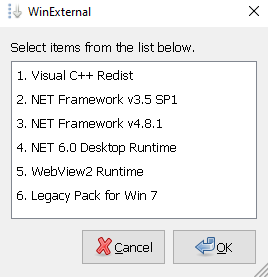 WinExternal
Select items from the list below.
1. Visual C++ Redist
2. NET Framework v3.5 SP1
3. NET Framework v4.8.1
4. NET 6.0 Desktop Runtime
5. WebView2 Runtime
6. Legacy Pack for Win 7
Cancel
OK